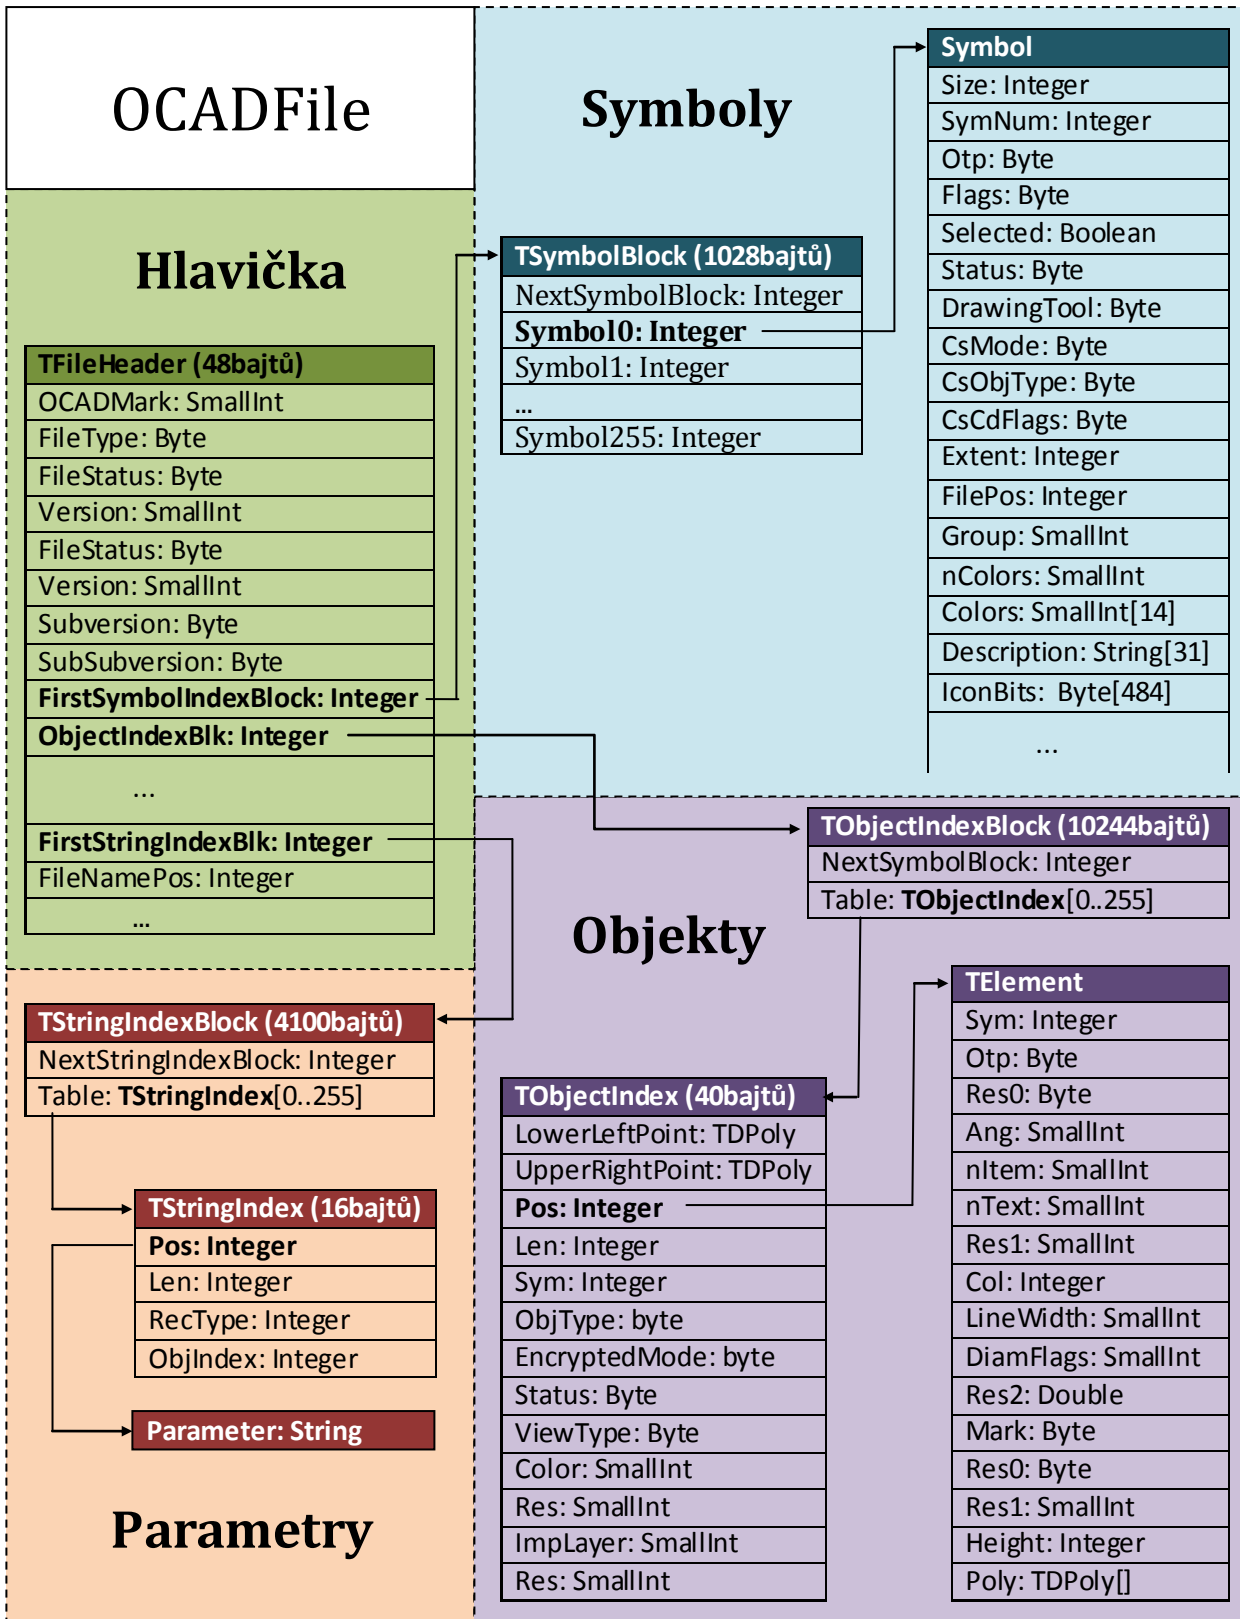 OCADFile
Hlavička
TFileHeader (48bajtů)
OCADMark: SmallInt
FileType: Byte
FileStatus: Byte
Version: SmallInt
FileStatus: Byte
Version: SmallInt
Subversion: Byte
SubSubversion: Byte
FirstSymbolIndexBlock: Integer
ObjectIndexBlk: Integer
...
FirstStringIndexBlk: Integer
FileNamePos: Integer
...
Symboly
TSymbolBlock (1028bajtů)
NextSymbolBlock: Integer
Symbol0: Integer
Symbol1: Integer
...
Symbol255: Integer
Symbol
Size: Integer
SymNum: Integer
Otp: Byte
Flags: Byte
Selected: Boolean
Status: Byte
DrawingTool: Byte
CsMode: Byte
CsObjType: Byte
CsCdFlags: Byte
Extent: Integer
FilePos: Integer
Group: SmallInt
nColors: SmallInt
Colors: SmallInt[14]
Description: String[31]
IconBits: Byte[484]
...
TStringIndexBlock (4100bajtů)
NextStringIndexBlock: Integer
Table: TStringIndex[0..255]
TStringIndex (16bajtů)
Pos: Integer
Len: Integer
RecType: Integer
ObjIndex: Integer
Parameter: String
Parametry
Objekty
TObjectIndexBlock (10244bajtů)
NextSymbolBlock: Integer
Table: TObjectIndex[0..255]
TObjectIndex (40bajtů)
LowerLeftPoint: TDPoly
UpperRightPoint: TDPoly
Pos: Integer
Len: Integer
Sym: Integer
ObjType: byte
EncryptedMode: byte
Status: Byte
ViewType: Byte
Color: SmallInt
Res: SmallInt
ImpLayer: SmallInt
Res: SmallInt
TElement
Sym: Integer
Otp: Byte
Res0: Byte
Ang: SmallInt
nItem: SmallInt
nText: SmallInt
Res1: SmallInt
Col: Integer
LineWidth: SmallInt
DiamFlags: SmallInt
Res2: Double
Mark: Byte
Res0: Byte
Res1: SmallInt
Height: Integer
Poly: TDPoly[]